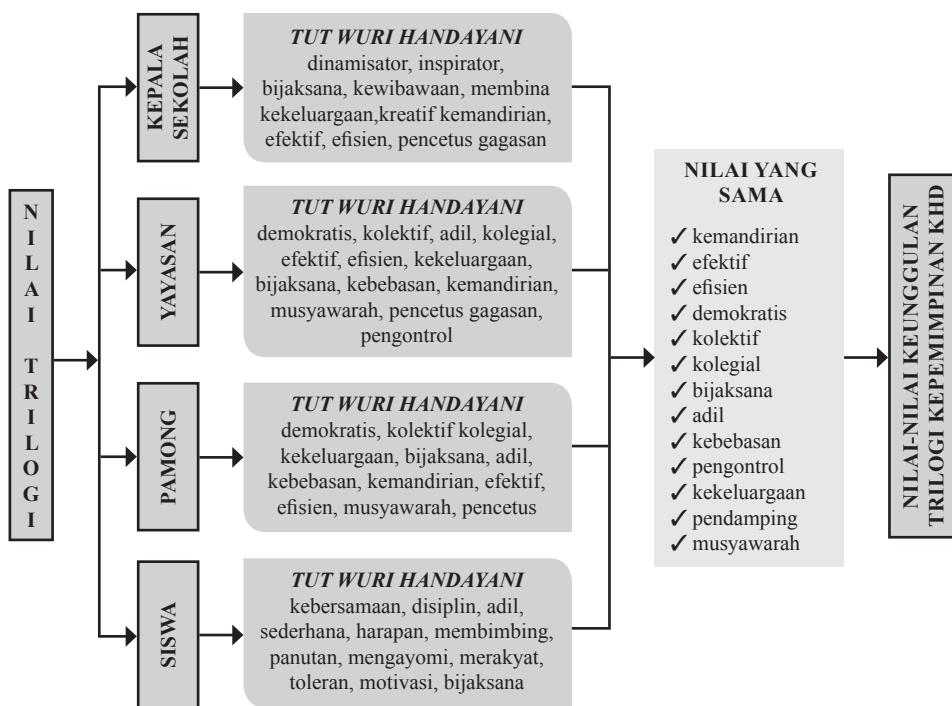 NILAI TRILOGI
KEPALA
SEKOLAH
TUT WURI HANDAYANI
dinamisator, inspirator,
bijaksana, kewibawaan, membina
kekeluargaan,kreatif kemandirian,
efektif, efisien, pencetus gagasan
YAYASAN
TUT WURI HANDAYANI
demokratis, kolektif, adil, kolegial,
efektif, efisien, kekeluargaan,
bijaksana, kebebasan, kemandirian,
musyawarah, pencetus gagasan,
pengontrol
PAMONG
TUT WURI HANDAYANI
demokratis, kolektif kolegial,
kekeluargaan, bijaksana, adil,
kebebasan, kemandirian, efektif,
efisien, musyawarah, pencetus
SISWA
TUT WURI HANDAYANI
kebersamaan, disiplin, adil,
sederhana, harapan, membimbing,
panutan, mengayomi, merakyat,
toleran, motivasi, bijaksana
NILAI YANG
SAMA
✓ kemandirian
✓ efektif
✓ efisien
✓ demokratis
✓ kolektif
✓ kolegial
✓ bijaksana
✓ adil
✓ kebebasan
✓ pengontrol
✓ kekeluargaan
✓ pendamping
✓ musyawarah
NILAI-NILAI KEUNGGULAN
TRILOGI KEPEMIMPINAN KHD